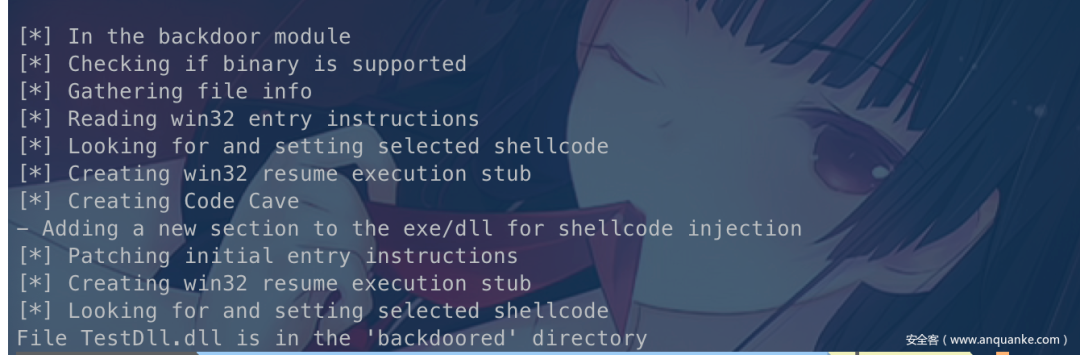 [*] In the backdoor module
[*] Checking if binary is supported
[*] Gathering file info
[*] Reading win32 entry instructions
[*] Looking for and setting selected shellcode
[*] Creating win32 resume execution stub
[*] Creating Code Cave
- Adding a new section to the exe/dll for shellcode injection
[*] Patching initial entry instructions
[*] Creating win32 resume execution stub
[*] Looking for and setting selected shellcode
File TestDll.dll is in the 'backdoored' directory
安全客（www.anquanke.com）